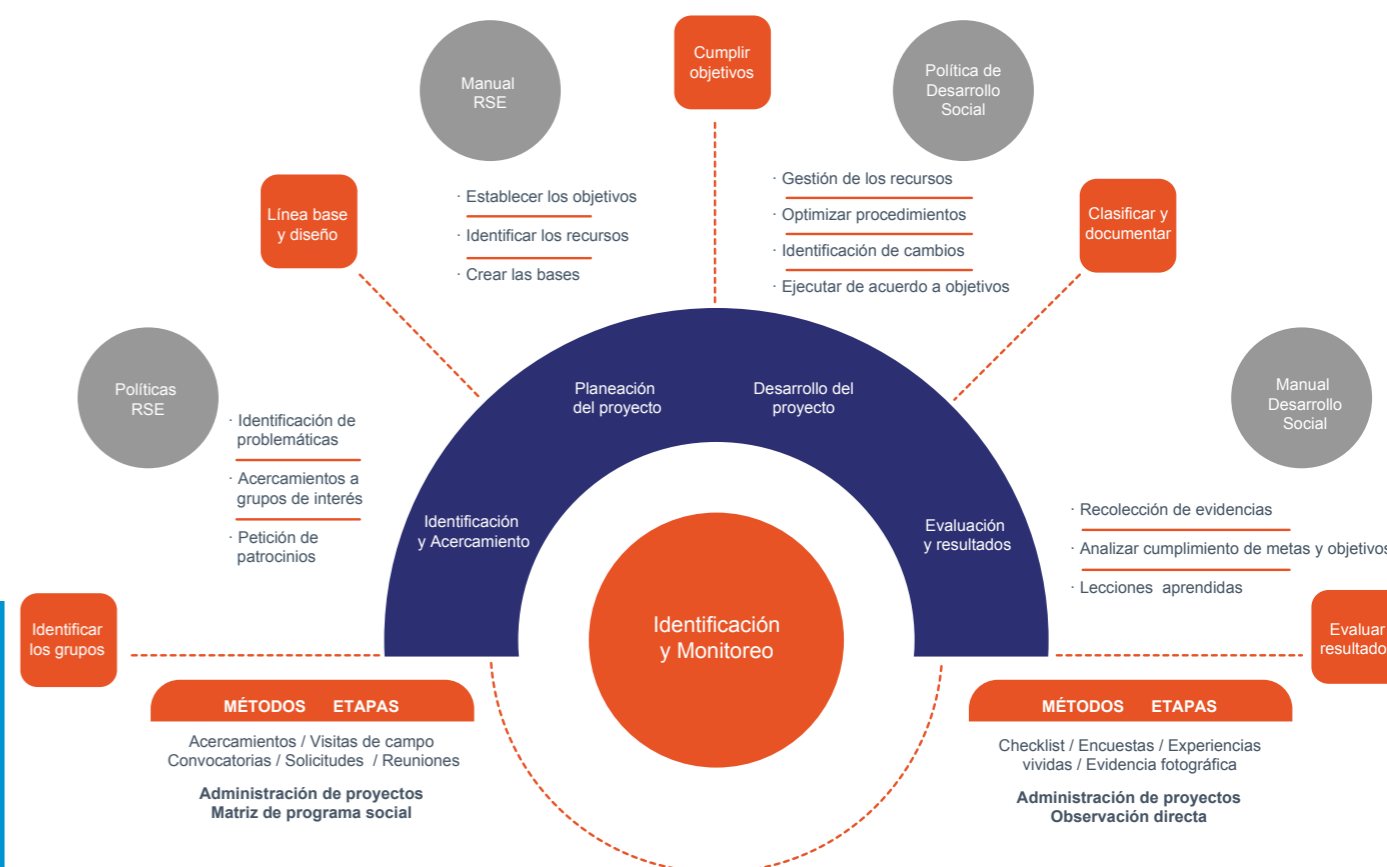 Cumplir
objetivos
Manual
RSE
Política de
Desarrollo
Social
Línea base
y diseño
· Establecer los objetivos
· Identificar los recursos
· Crear las bases
· Gestión de los recursos
· Optimizar procedimientos
· Identificación de cambios
· Ejecutar de acuerdo a objetivos
Clasificar y
documentar
Políticas
RSE
· Identificación de
problemáticas
· Acercamientos a
grupos de interés
· Petición de
patrocinios
Planeación
del proyecto
Desarrollo del
proyecto
Manual
Desarrollo
Social
Identificación
y Acercamiento
Evaluación
y resultados
· Recolección de evidencias
· Analizar cumplimiento de metas y objetivos
· Lecciones aprendidas
Identificar
los grupos
Identificación
y Monitoreo
Evaluar
resultado
MÉTODOS ETAPAS
Acercamientos / Visitas de campo
Convocatorias / Solicitudes / Reuniones
Administración de proyectos
Matriz de programa social
MÉTODOS ETAPAS
Checklist / Encuestas / Experiencias
vividas / Evidencia fotográfica
Administración de proyectos
Observación directa